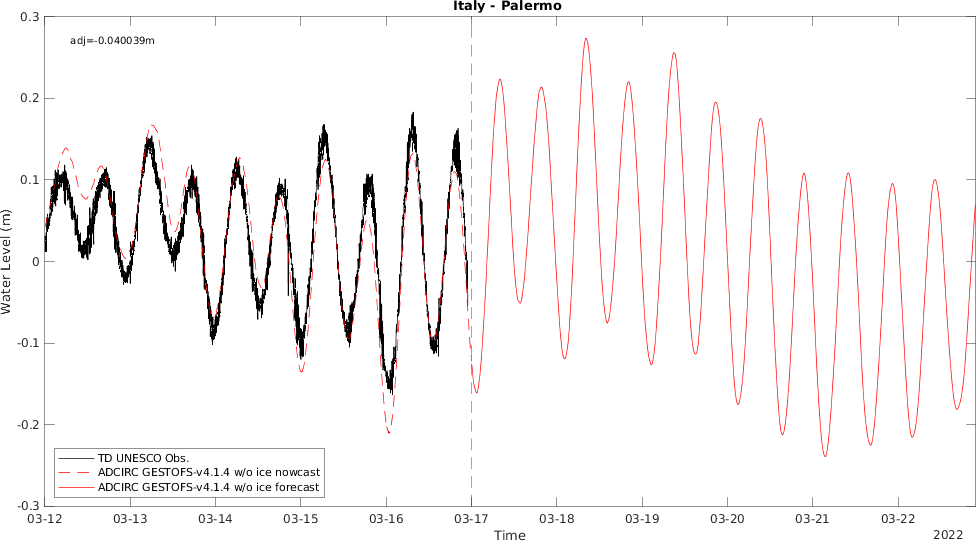 Italy - Palermo
adj=-0.040039m
Water Level (m)
0.3
0.2
0.1
0
-0.1
-0.2
-0.3
TD UNESCO Obs.
ADCIRC GESTOFS-v4.1.4 w/o ice nowcast
ADCIRC GESTOFS-v4.1.4 w/o ice forecast
03-12 03-13 03-14 03-15 03-16 03-17 03-18 03-19 03-20 03-21 03-22
Time
2022